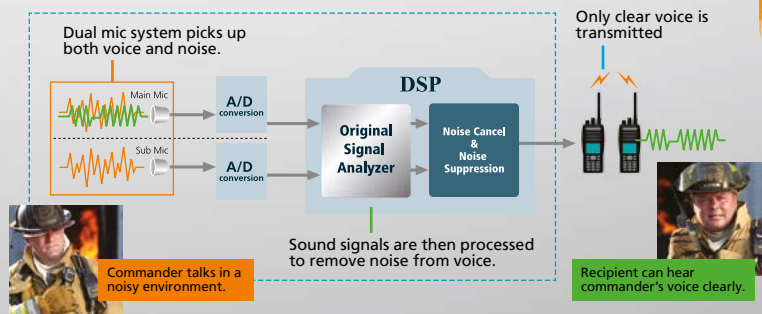 Dual mic system picks up
both voice and noise.
Only clear voice is
transmitted
Main Mic
A/D
conversion
DSP
Original
Signal
Analyzer
Noise Cancel
&
Noise
Suppression
Sub Mic
A/D
conversion
Sound signals are then processed
to remove noise from voice.
Commander talks in a
noisy environment.
Recipient can hear
commander's voice clearly.